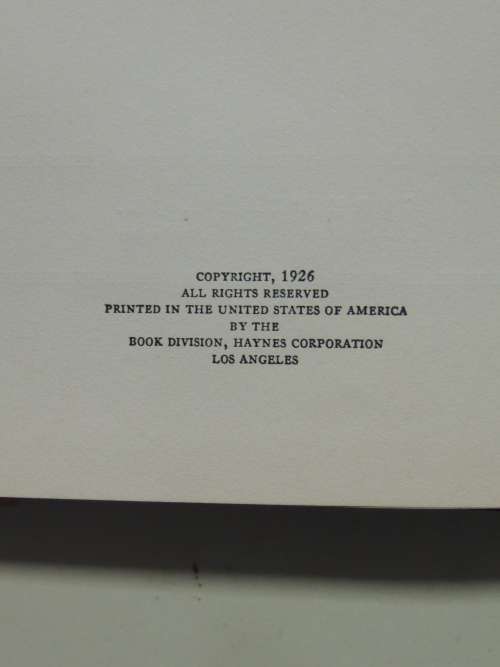 COPYRIGHT, 1926
ALL RIGHTS RESERVED
PRINTED IN THE UNITED STATES OF AMERICA
BY THE
BOOK DIVISION, HAYNES CORPORATION
LOS ANGELES